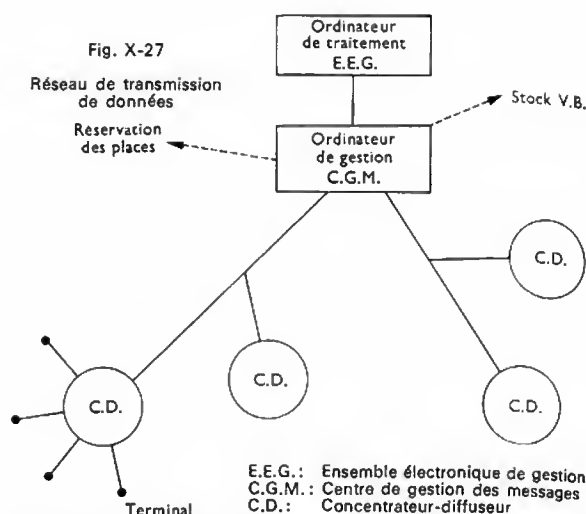 Fig. X-27
Réseau de transmission
de données
Réservation
des places
Ordinateur
de traitement
E.E.G.
Stock V.B.
Ordinateur
de gestion
C.G.M.
C.D.
C.D.
C.D.
C.D.
Terminal
E.E.G.: Ensemble électronique de gestion
C.G.M.: Centre de gestion des messages
C.D.: Concentrateur-diffuseur